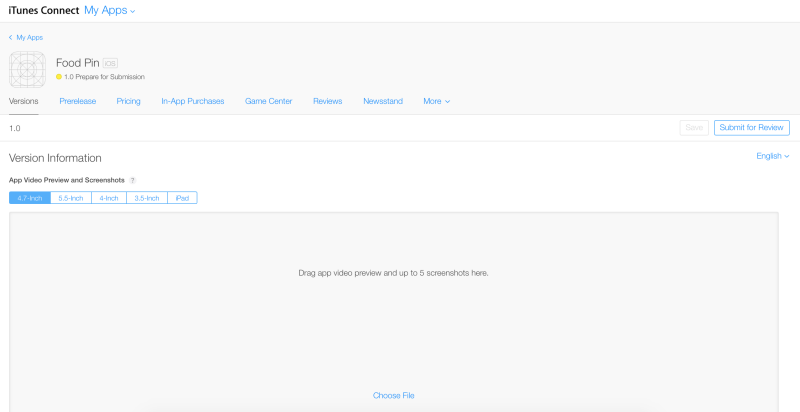 iTunes Connect My Apps
My Apps
Food Pin iOS
1.0 Prepare for Submission
Versions Prerelease Pricing In-App Purchases Game Center Reviews Newsstand More
1.0 Save Submit for Review
Version Information English
App Video Preview and Screenshots ?
4.7-Inch 5.5-Inch 4-Inch 3.5-Inch iPad
Drag app video preview and up to 5 screenshots here.
Choose File